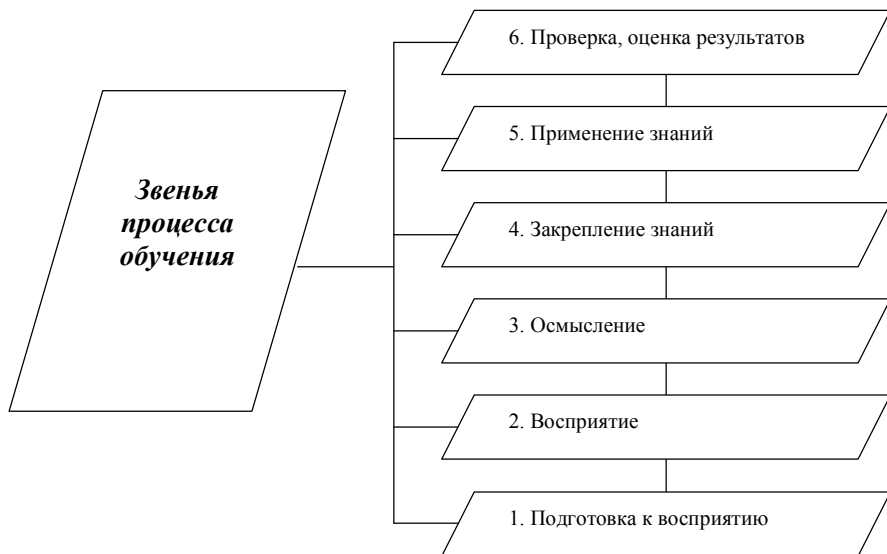 Звенья
процесса
обучения
6. Проверка, оценка результатов
5. Применение знаний
4. Закрепление знаний
3. Осмысление
2. Восприятие
1. Подготовка к восприятию